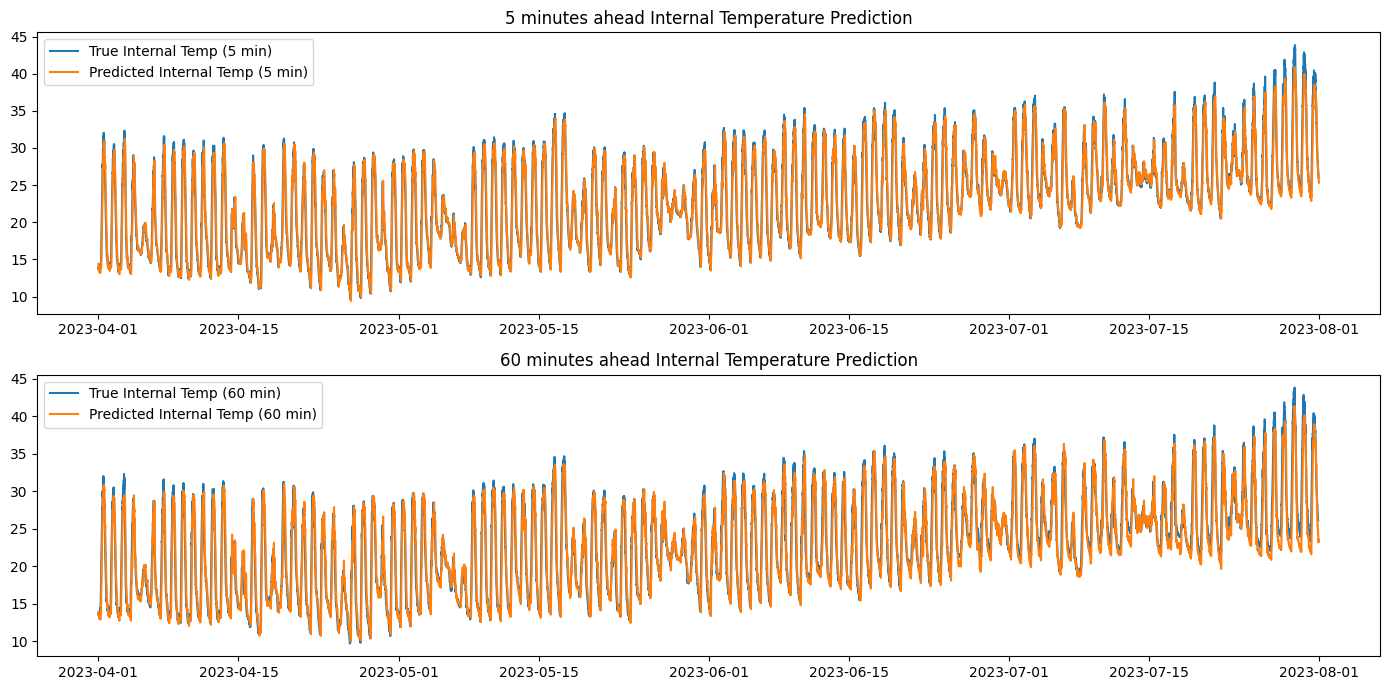 5 minutes ahead Internal Temperature Prediction
True Internal Temp (5 min)
Predicted Internal Temp (5 min)
45
40
35
30
25
20
15
10
2023-04-01 2023-04-15 2023-05-01 2023-05-15 2023-06-01 2023-06-15 2023-07-01 2023-07-15 2023-08-01
60 minutes ahead Internal Temperature Prediction
True Internal Temp (60 min)
Predicted Internal Temp (60 min)
45
40
35
30
25
20
15
10
2023-04-01 2023-04-15 2023-05-01 2023-05-15 2023-06-01 2023-06-15 2023-07-01 2023-07-15 2023-08-01